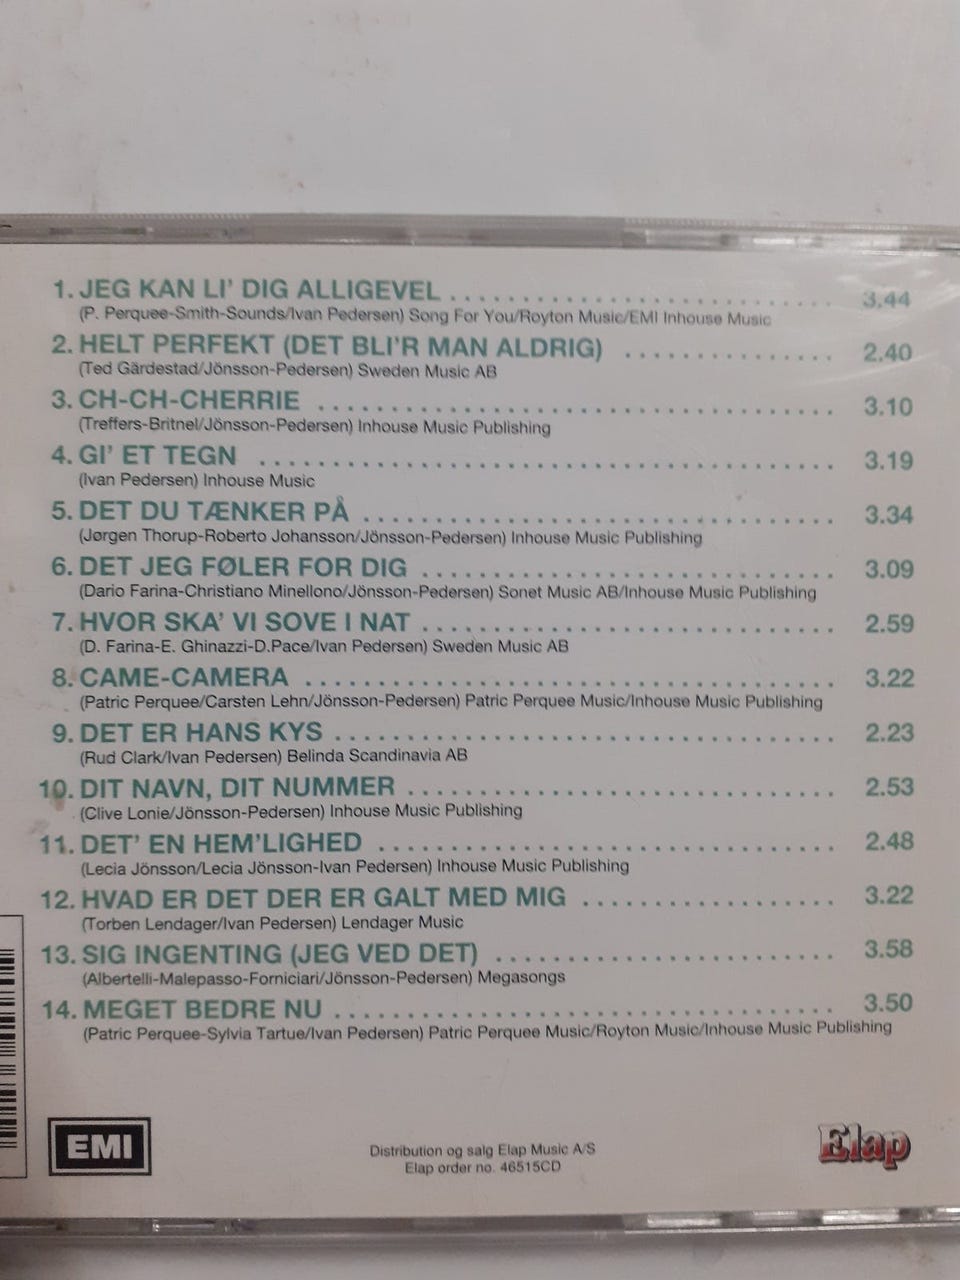 1. JEG KAN LI' DIG ALLIGEVEL ........................... 3.44
(P. Perquee-Smith-Sounds/Ivan Pedersen) Song For You/Royton Music/EMI Inhouse Music
2. HELT PERFEKT (DET BLI'R MAN ALDRIG) ............... 2.40
(Ted Gärdestad/Jönsson-Pedersen) Sweden Music AB
3. CH-CH-CHERRIE .................................... 3.10
(Treffers-Britnel/Jönsson-Pedersen) Inhouse Music Publishing
4. GI' ET TEGN ........................................ 3.19
(Ivan Pedersen) Inhouse Music
5. DET DU TÆNKER PÅ ................................. 3.34
(Jørgen Thorup-Roberto Johansson/Jönsson-Pedersen) Inhouse Music Publishing
6. DET JEG FØLER FOR DIG ............................. 3.09
(Dario Farina-Christiano Minellono/Jönsson-Pedersen) Sonet Music AB/Inhouse Music Publishing
7. HVOR SKA' VI SOVE I NAT ............................. 2.59
(D. Farina-E. Ghinazzi-D.Pace/Ivan Pedersen) Sweden Music AB
8. CAME-CAMERA ..................................... 3.22
(Patric Perquee/Carsten Lehn/Jönsson-Pedersen) Patric Perquee Music/Inhouse Music Publishing
9. DET ER HANS KYS ................................... 2.23
(Rud Clark/Ivan Pedersen) Belinda Scandinavia AB
10. DIT NAVN, DIT NUMMER .............................. 2.53
(Clive Lonie/Jönsson-Pedersen) Inhouse Music Publishing
11. DET' EN HEM'LIGHED ................................ 2.48
(Lecia Jönsson/Lecia Jönsson-Ivan Pedersen) Inhouse Music Publishing
12. HVAD ER DET DER ER GALT MED MIG .................. 3.22
(Torben Lendager/Ivan Pedersen) Lendager Music
13. SIG INGENTING (JEG VED DET) ........................ 3.58
(Albertelli-Malepasso-Forniciari/Jönsson-Pedersen) Megasongs
14. MEGET BEDRE NU ................................... 3.50
(Patric Perquee-Sylvia Tartue/Ivan Pedersen) Patric Perquee Music/Royton Music/Inhouse Music Publishing
EMI
Distribution og salg Elap Music A/S
Elap order no. 46515CD
Elap